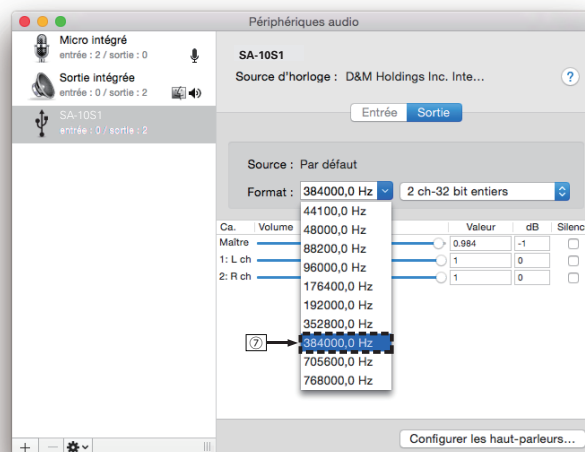 Périphériques audio
Micro intégré
entrée : 2 / sortie : 0
Sortie intégrée
entrée : 0 / sortie : 2
SA-10S1
entrée : 0 / sortie : 2
SA-10S1
Source d'horloge : D&M Holdings Inc. Inte...
?
Entrée Sortie
Source : Par défaut
Format : 384000,0 Hz 2 ch-32 bit entiers
44100,0 Hz
48000,0 Hz
88200,0 Hz
96000,0 Hz
176400,0 Hz
192000,0 Hz
352800,0 Hz
⑦ 384000,0 Hz
705600,0 Hz
768000,0 Hz
Ca. Volume Valeur dB Silenc
Maître 0.984 -1
1: L ch 1 0
2: R ch 1 0
Configurer les haut-parleurs...